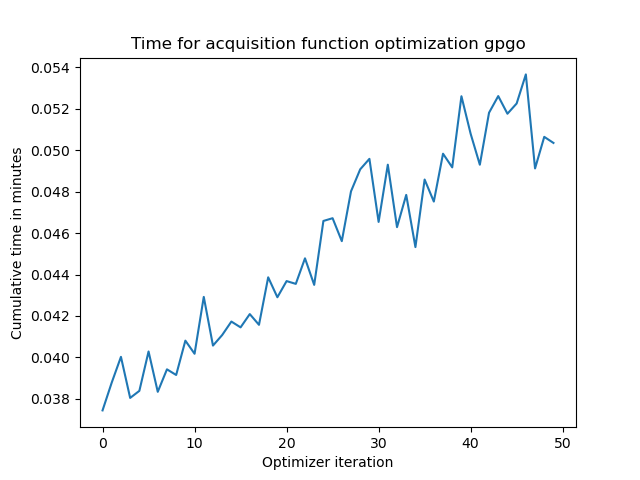 Time for acquisition function optimization gpgo
0.054
0.052
0.050
0.048
0.046
0.044
0.042
0.040
0.038
Cumulative time in minutes
0 10 20 30 40 50
Optimizer iteration